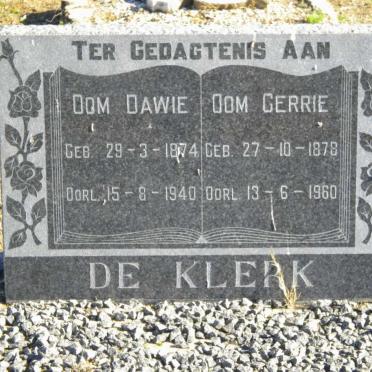 TER GEDAGTENIS AAN
OOM DAWIE
GEB. 29-3-1874
OORL. 15-8-1940
OOM GERRIE
GEB. 27-10-1878
OORL. 13-6-1960
DE KLERK